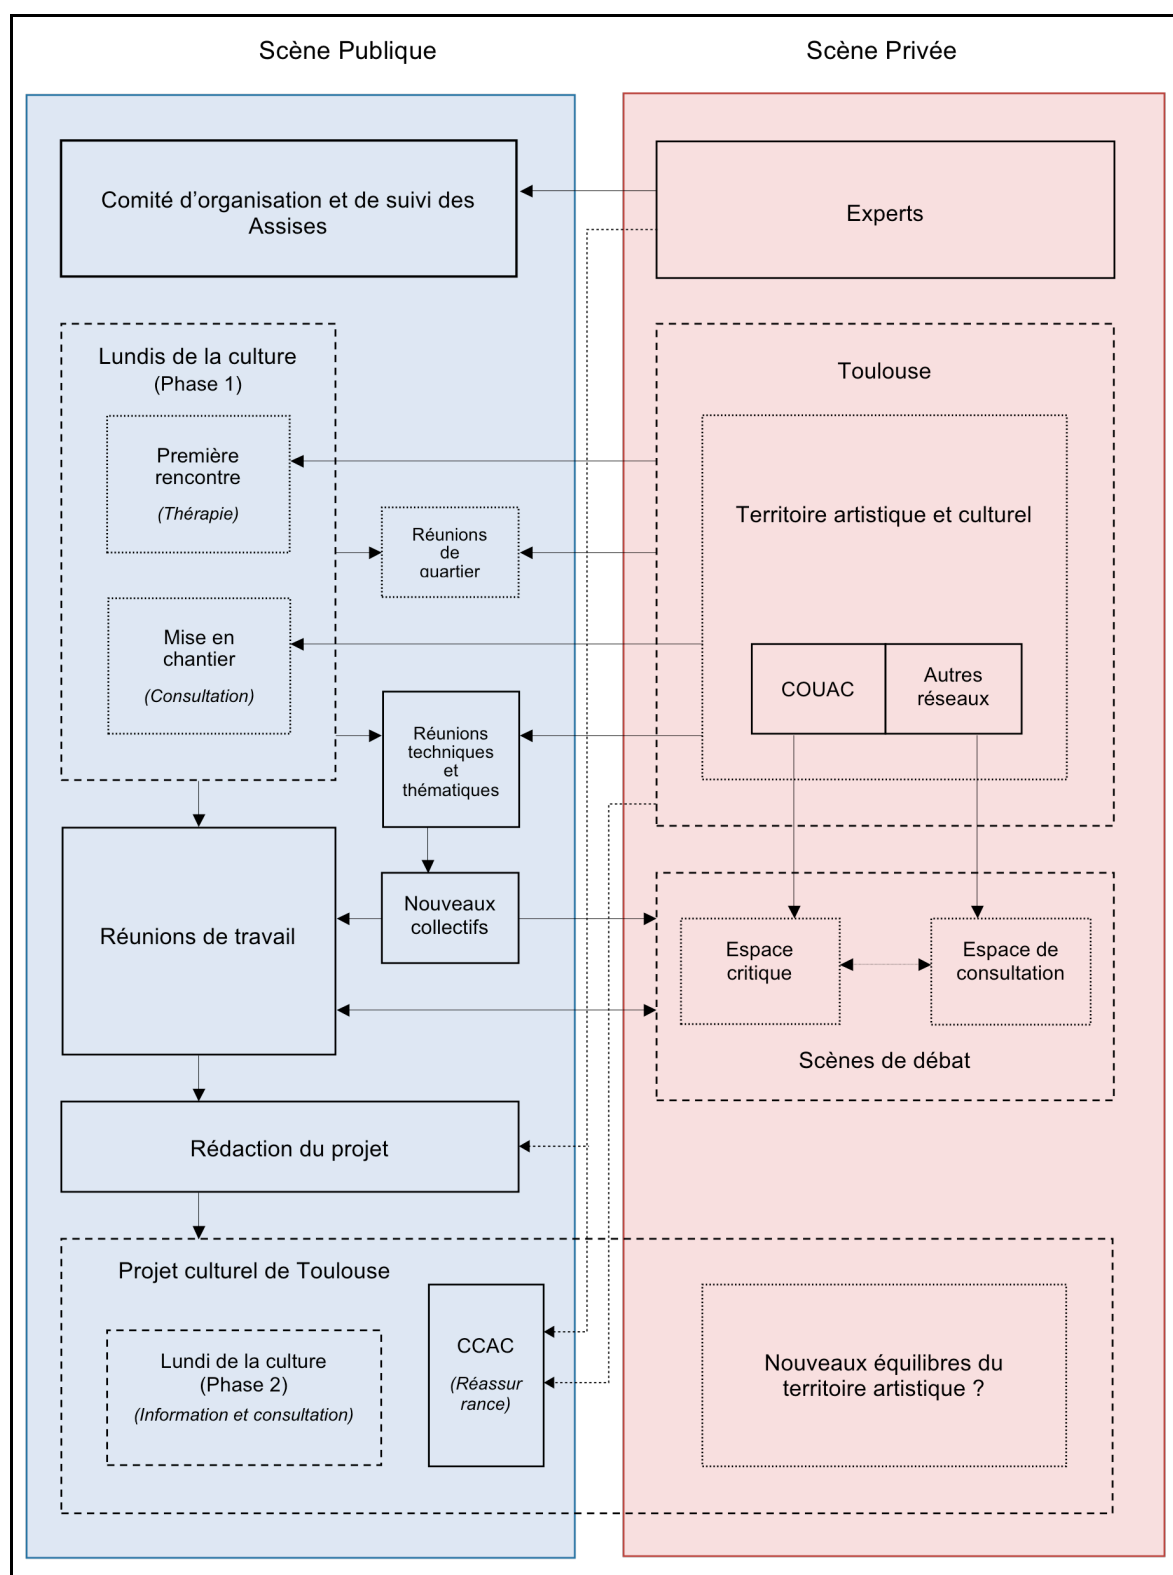 Scène Publique
Scène Privée
Comité d'organisation et de suivi des
Assises
Experts
Lundis de la culture
(Phase 1)
Première
rencontre
(Thérapie)
Réunions
de
quartier
Mise en
chantier
(Consultation)
Réunions
techniques
et
thématiques
Toulouse
Territoire artistique et culturel
COUAC
Autres
réseaux
Réunions de travail
Nouveaux
collectifs
Espace
critique
Espace de
consultation
Scènes de débat
Rédaction du projet
Projet culturel de Toulouse
Lundi de la culture
(Phase 2)
(Information et consultation)
CCAC
(Réassur
rance)
Nouveaux équilibres du
territoire artistique ?